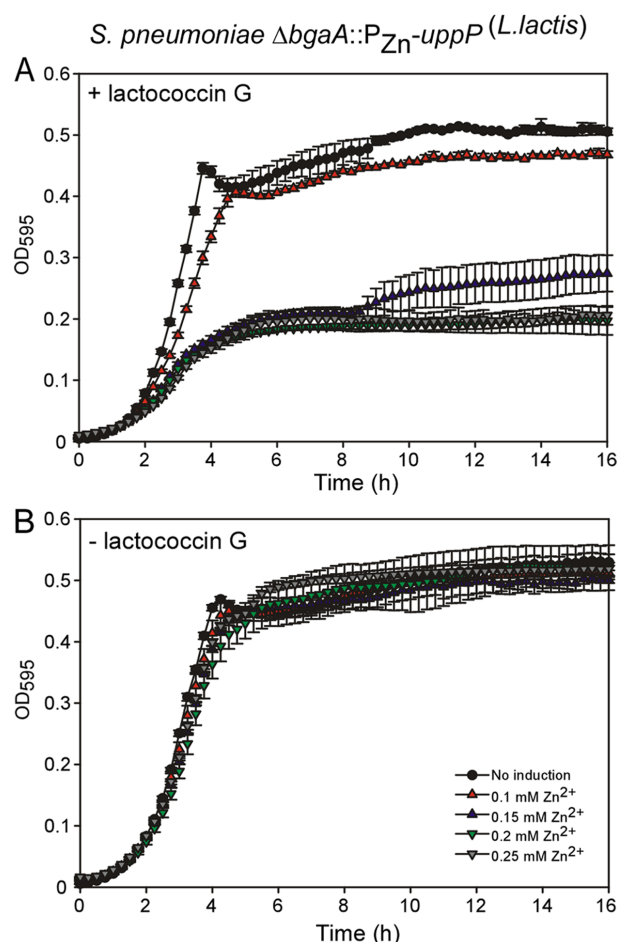 S. pneumoniae ΔbgaA::PZn-uppP (L.lactis)
A
+ lactococcin G
0.6
0.5
0.4
0.3
0.2
0.1
0
OD595
0 2 4 6 8 10 12 14 16
Time (h)
B
- lactococcin G
0.6
0.5
0.4
0.3
0.2
0.1
0
OD595
No induction
0.1 mM Zn2+
0.15 mM Zn2+
0.2 mM Zn2+
0.25 mM Zn2+
0 2 4 6 8 10 12 14 16
Time (h)